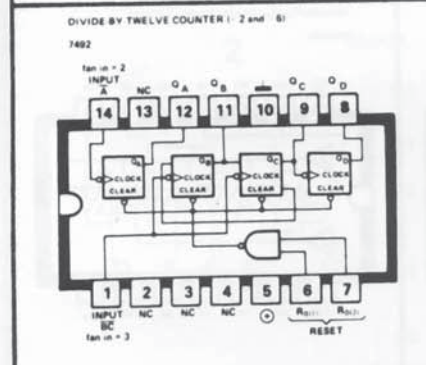 DIVIDE BY TWELVE COUNTER (÷ 2 and ÷ 6)
7492
fan in = 2
INPUT
A NC QA QB QC QD
14 13 12 11 10 9 8
QA QB QC QD
CLOCK CLOCK CLOCK CLOCK
CLEAR CLEAR CLEAR CLEAR
1 2 3 4 5 6 7
INPUT NC NC NC + R0(1) R0(2)
BC RESET
fan in = 3